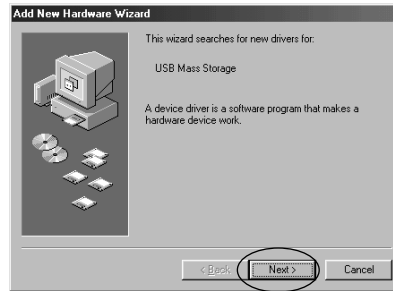 Add New Hardware Wizard
This wizard searches for new drivers for:
USB Mass Storage
A device driver is a software program that makes a
hardware device work.
< Back
Next >
Cancel